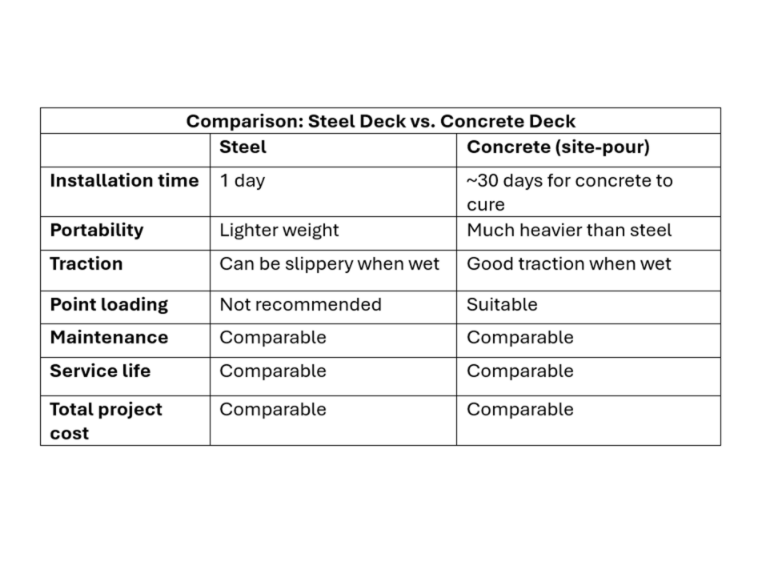 Comparison: Steel Deck vs. Concrete Deck
Steel Concrete (site-pour)
Installation time 1 day ~30 days for concrete to
cure
Portability Lighter weight Much heavier than steel
Traction Can be slippery when wet Good traction when wet
Point loading Not recommended Suitable
Maintenance Comparable Comparable
Service life Comparable Comparable
Total project Comparable Comparable
cost